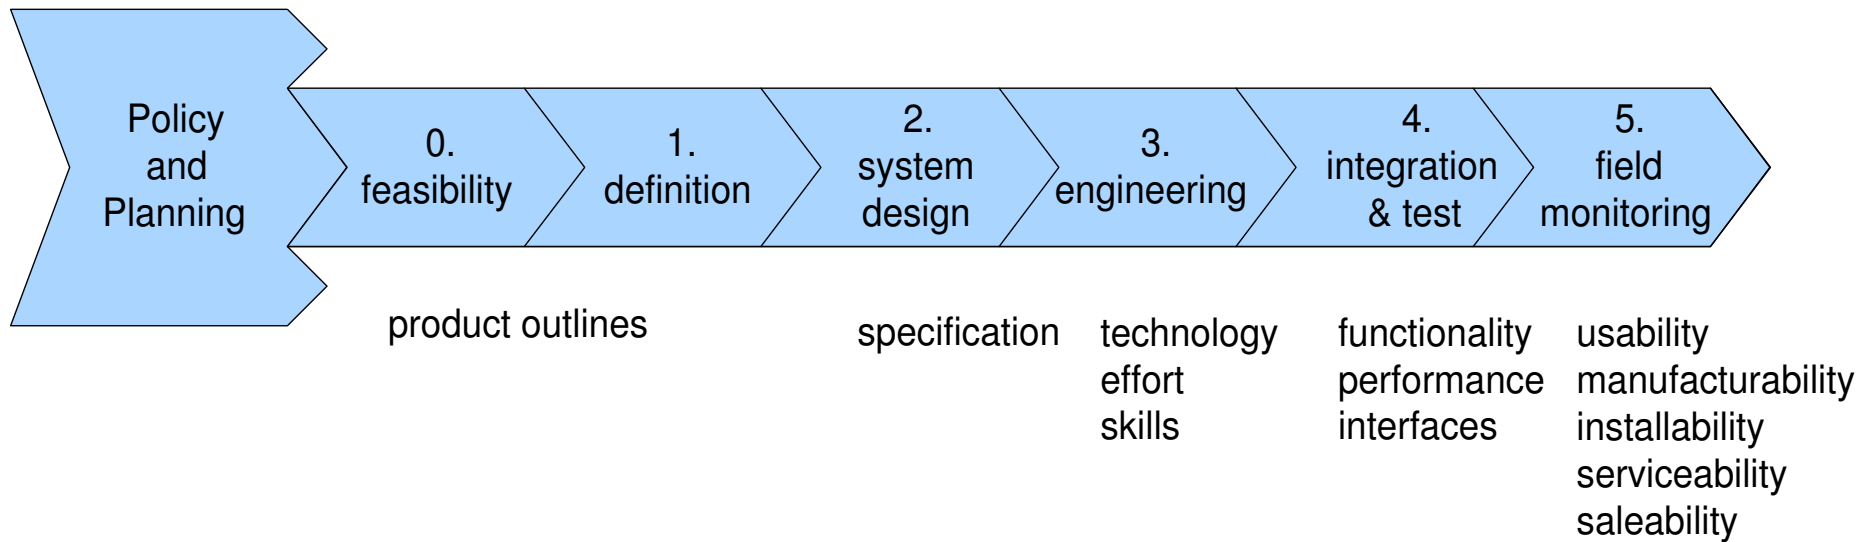 Policy
and
Planning
0.
feasibility
1.
definition
2.
system
design
3.
engineering
4.
integration
& test
5.
field
monitoring
product outlines
specification
technology
effort
skills
functionality
performance
interfaces
usability
manufacturability
installability
serviceability
saleability